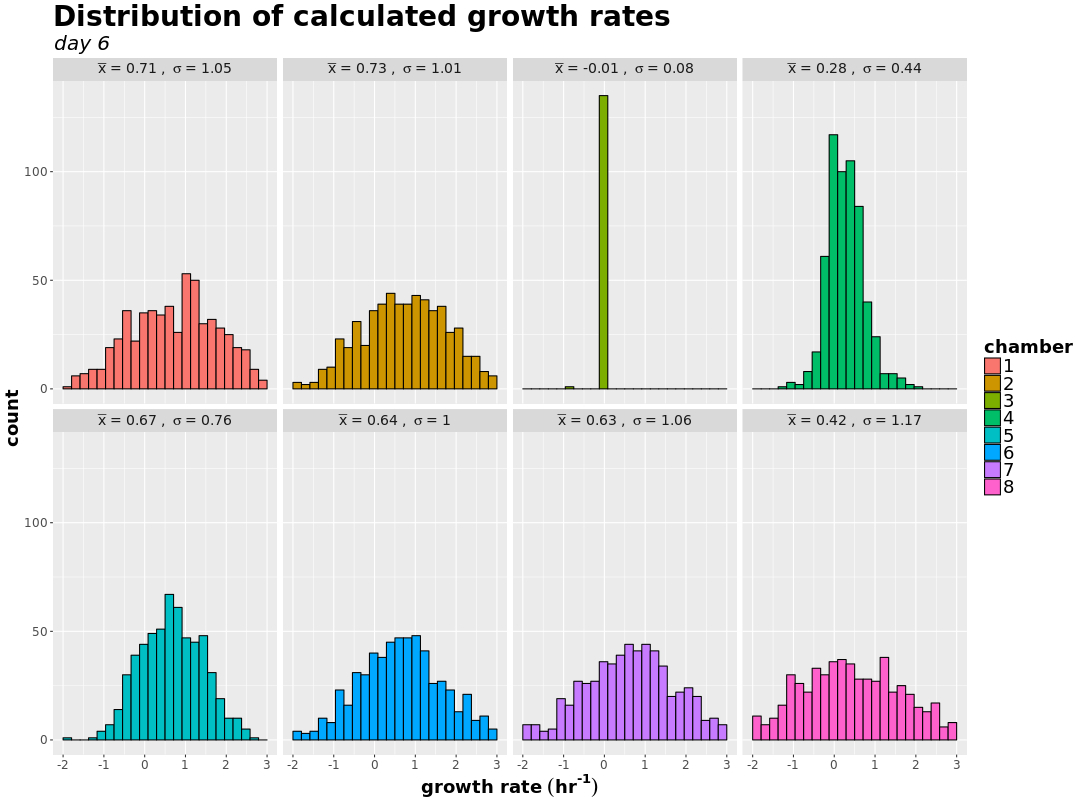 Distribution of calculated growth rates
day 6
x̅ = 0.71 , σ = 1.05
x̅ = 0.73 , σ = 1.01
x̅ = -0.01 , σ = 0.08
x̅ = 0.28 , σ = 0.44
100
50
0
x̅ = 0.67 , σ = 0.76
x̅ = 0.64 , σ = 1
x̅ = 0.63 , σ = 1.06
x̅ = 0.42 , σ = 1.17
100
50
0
-2 -1 0 1 2 3
-2 -1 0 1 2 3
-2 -1 0 1 2 3
-2 -1 0 1 2 3
count
growth rate (hr⁻¹)
chamber
1
2
3
4
5
6
7
8